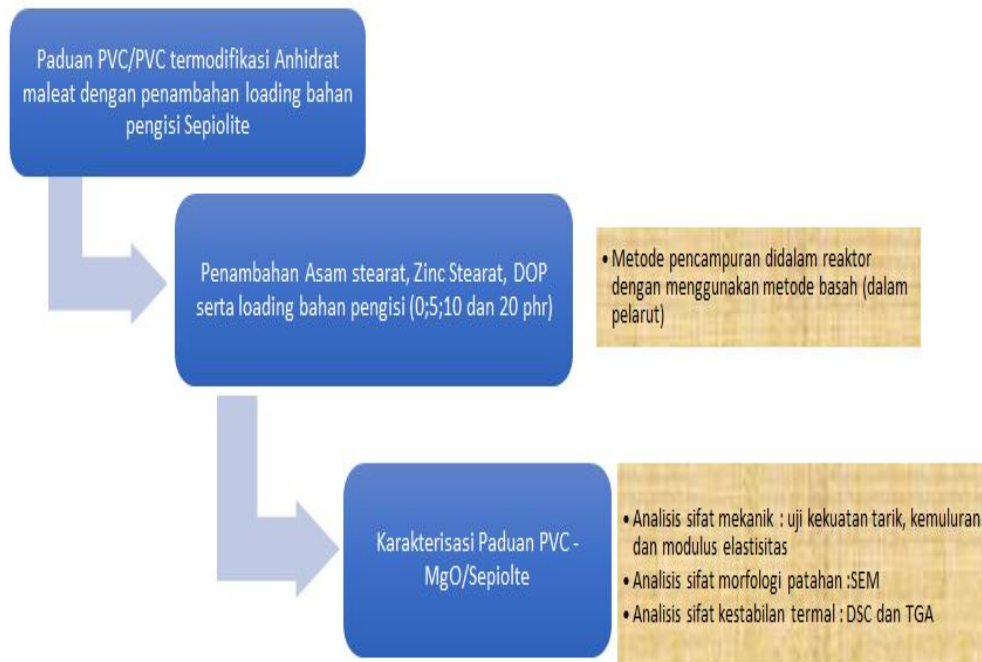 Paduan PVC/PVC termodifikasi Anhidrat
maleat dengan penambahan loading bahan
pengisi Sepiolite
Penambahan Asam stearat, Zinc Stearat, DOP
serta loading bahan pengisi (0;5;10 dan 20 phr)
• Metode pencampuran didalam reaktor
dengan menggunakan metode basah (dalam
pelarut)
Karakterisasi Paduan PVC -
MgO/Sepiolte
• Analisis sifat mekanik : uji kekuatan tarik, kemuluran
dan modulus elastisitas
• Analisis sifat morfologi patahan :SEM
• Analisis sifat kestabilan termal : DSC dan TGA